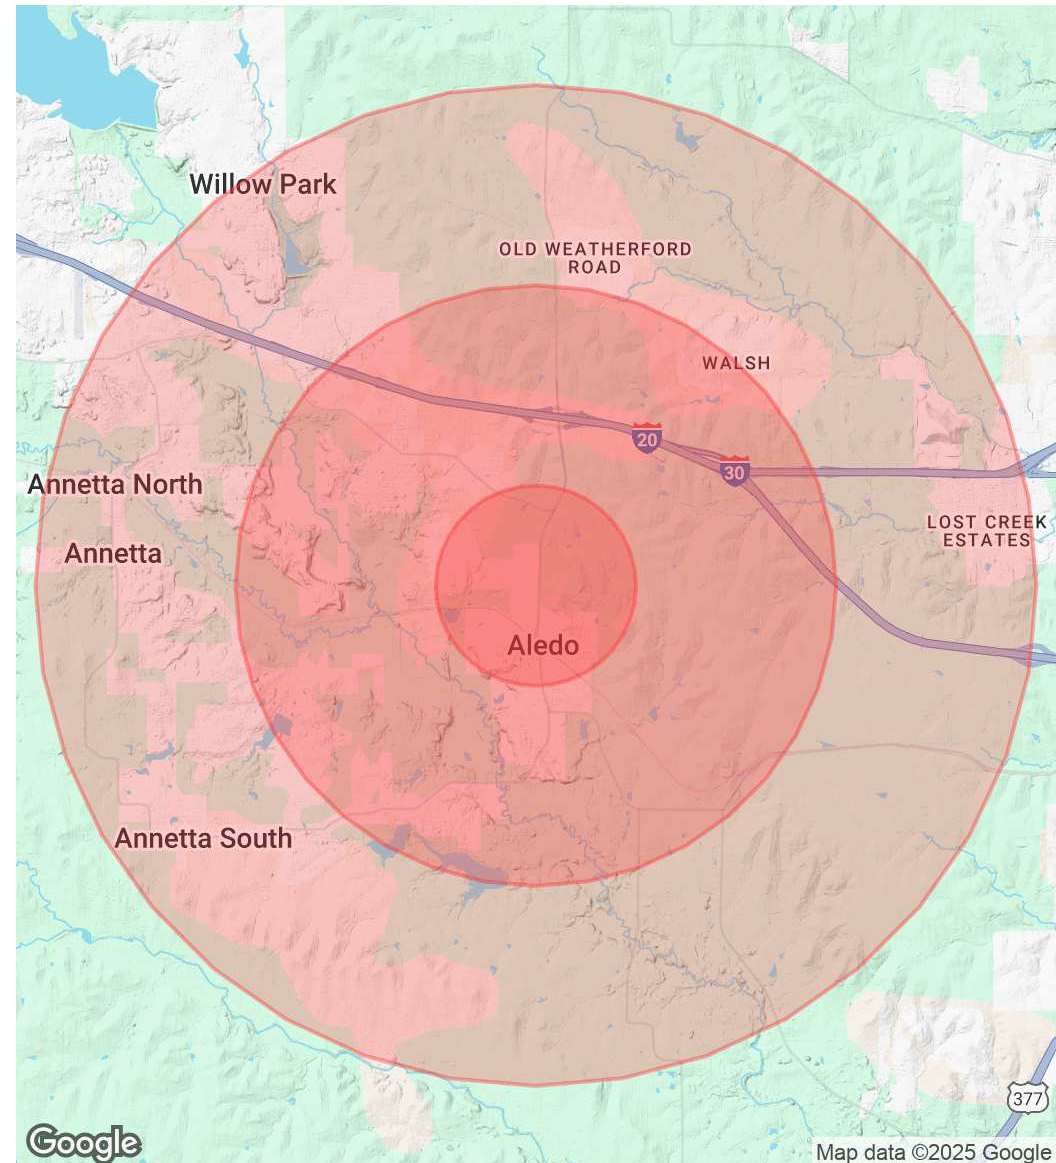 Willow Park
OLD WEATHERFORD
ROAD
WALSH
20
30
Annetta North
LOST CREEK
ESTATES
Annetta
Aledo
Annetta South
377
Google
Map data ©2025 Google